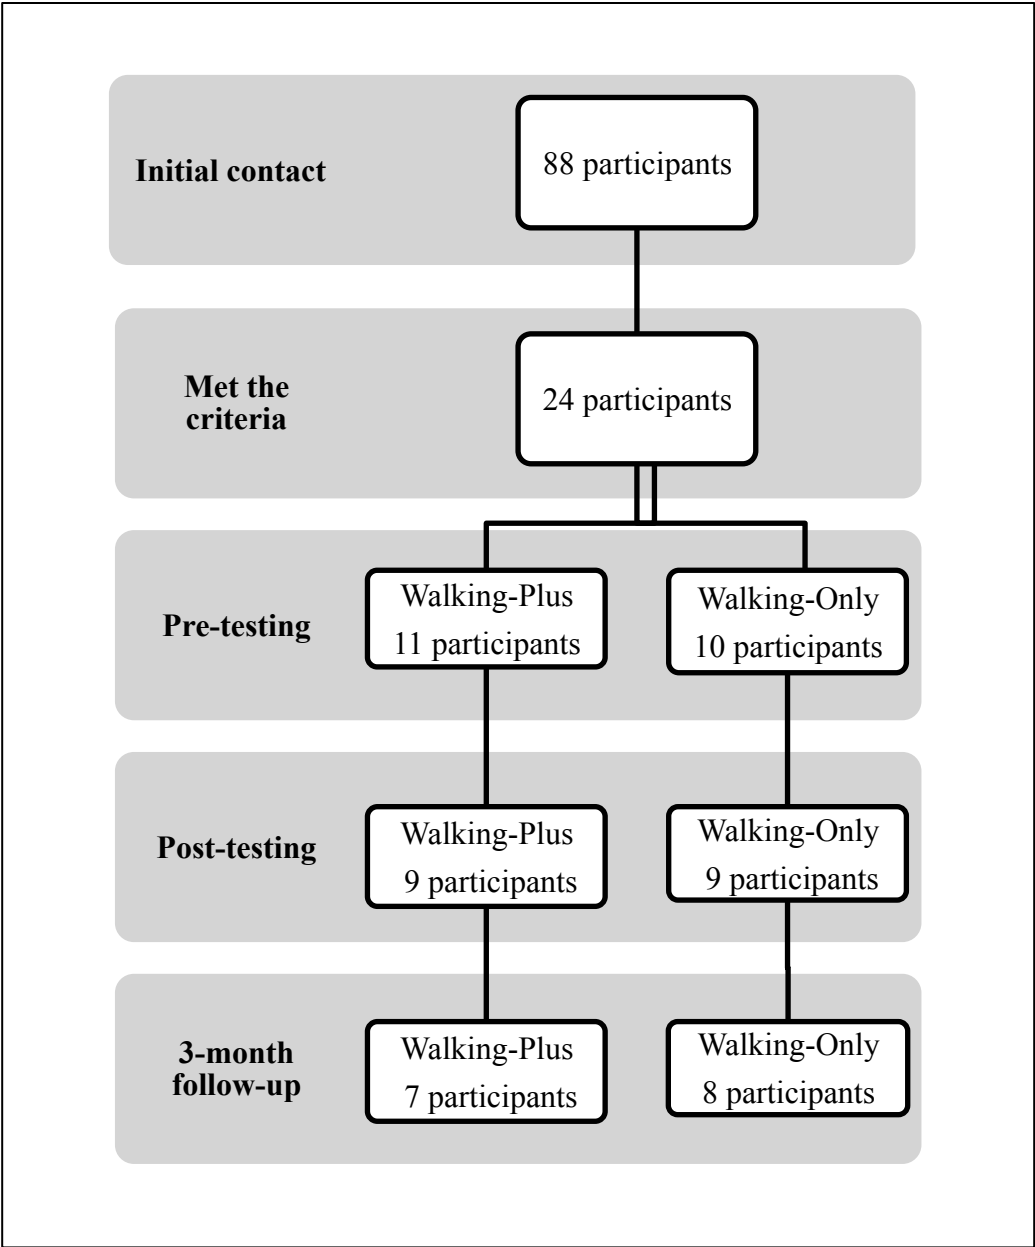 Initial contact
88 participants
Met the
criteria
24 participants
Pre-testing
Walking-Plus
11 participants
Walking-Only
10 participants
Post-testing
Walking-Plus
9 participants
Walking-Only
9 participants
3-month
follow-up
Walking-Plus
7 participants
Walking-Only
8 participants